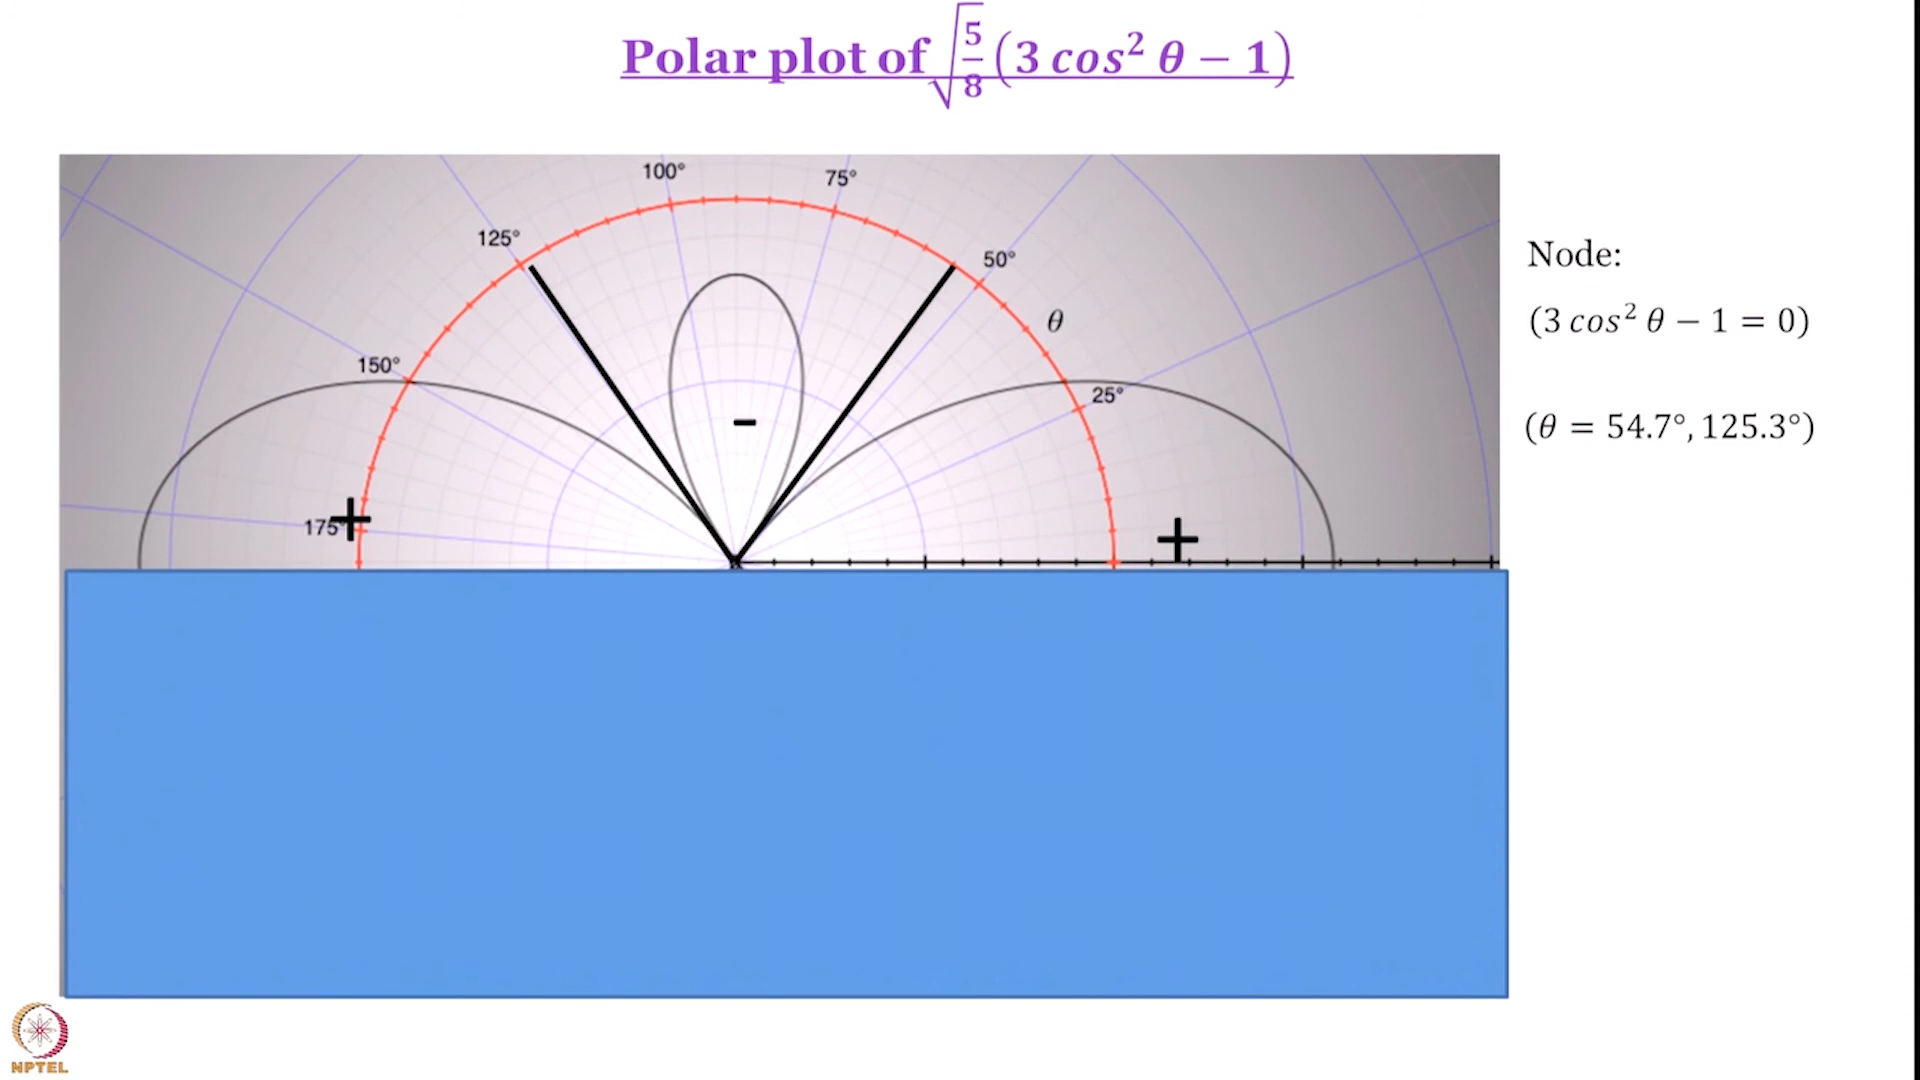 Polar plot of √5/8 (3 cos² θ − 1)
100°
75°
125°
50°
θ
150°
25°
175°
+
−
+
Node:
(3 cos² θ − 1 = 0)
(θ = 54.7°, 125.3°)
NPTEL